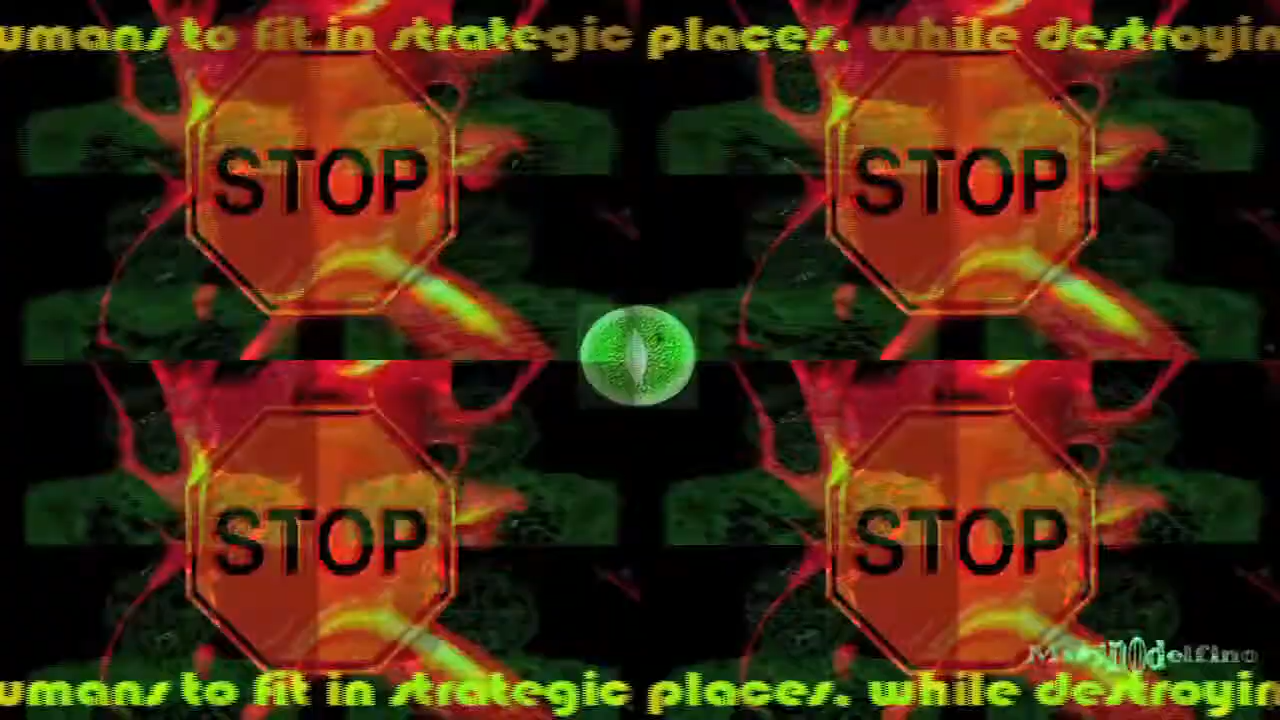 umans to fit in strategic places. while destroyin
STOP STOP
STOP STOP
umans to fit in strategic places. while destroyin